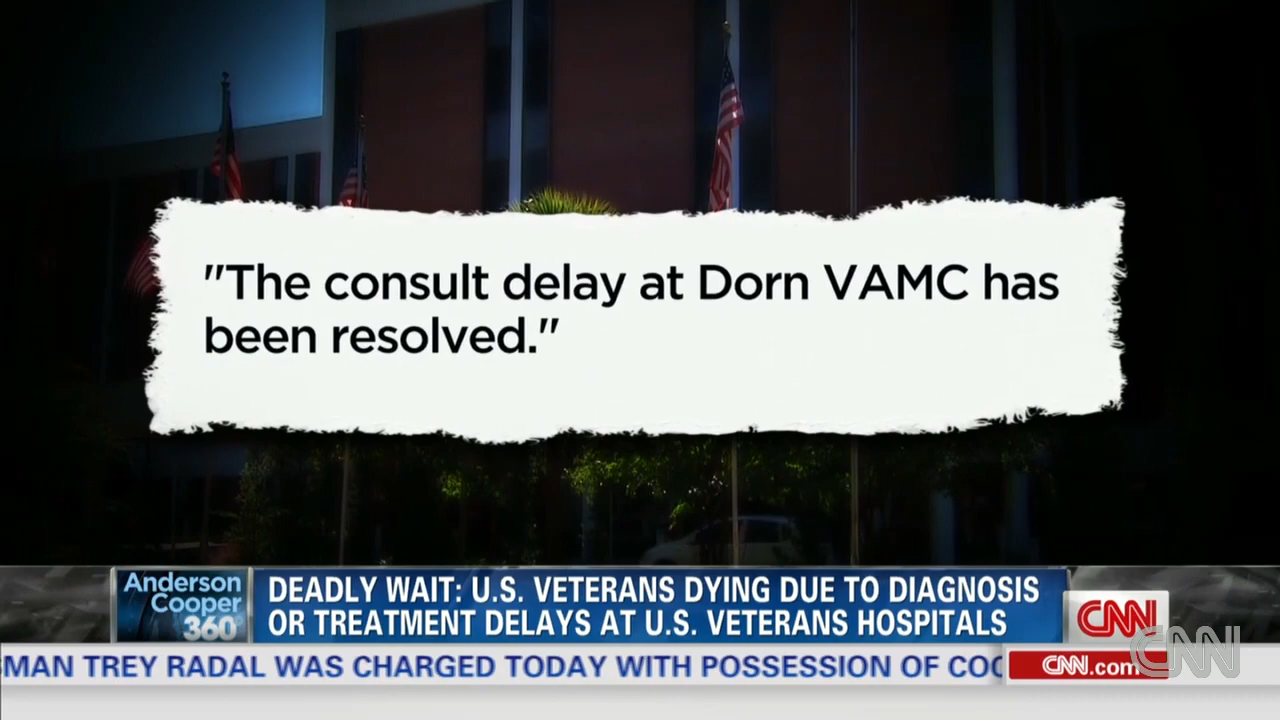 "The consult delay at Dorn VAMC has
been resolved."
Anderson
Cooper
360°
DEADLY WAIT: U.S. VETERANS DYING DUE TO DIAGNOSIS
OR TREATMENT DELAYS AT U.S. VETERANS HOSPITALS
CNN
CNN
MAN TREY RADAL WAS CHARGED TODAY WITH POSSESSION OF COC
CNN.com